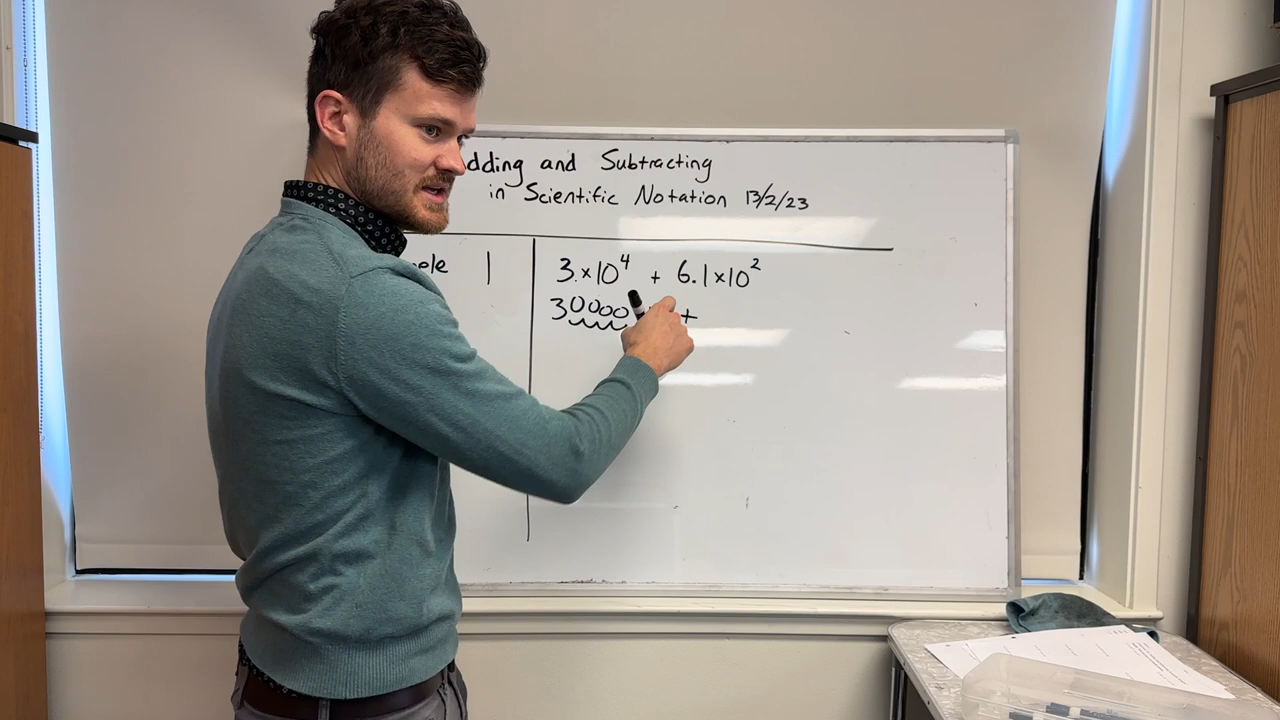 dding and Subtracting
in Scientific Notation 13/2/23
ple 1
3.×10⁴ + 6.1×10²
30000 +